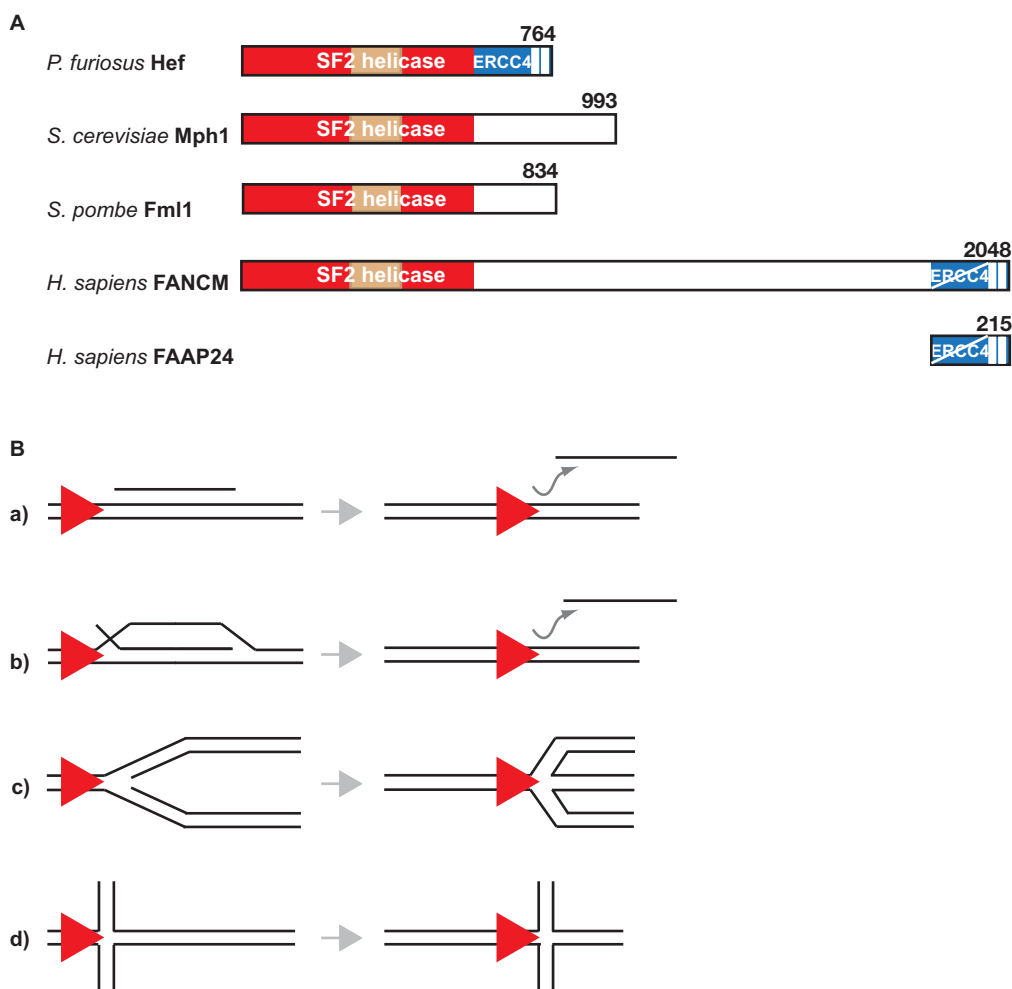 A
764
P. furiosus Hef SF2 helicase ERCC4
993
S. cerevisiae Mph1 SF2 helicase
834
S. pombe Fml1 SF2 helicase
2048
H. sapiens FANCM SF2 helicase ERCC4
215
H. sapiens FAAP24 ERCC4
B
a)
b)
c)
d)